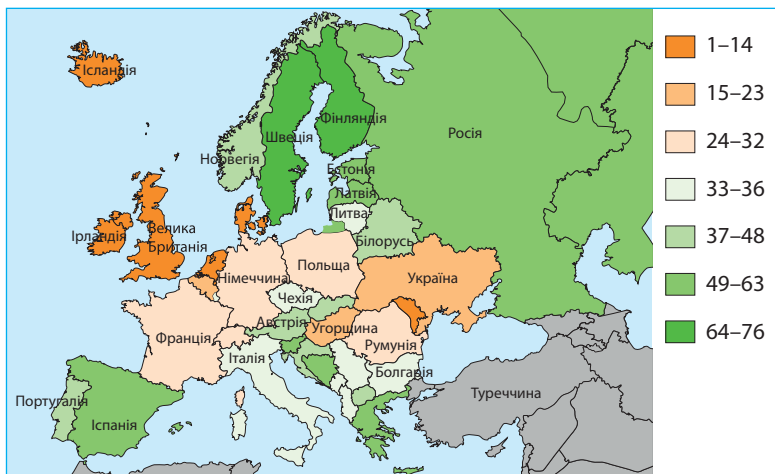 Ісландія
Фінляндія
Швеція
Норвегія
Росія
Естонія
Латвія
Литва
Білорусь
Ірландія
Велика
Британія
Німеччина
Польща
Україна
Чехія
Франція
Австрія
Угорщина
Румунія
Італія
Болгарія
Португалія
Іспанія
Туреччина
1–14
15–23
24–32
33–36
37–48
49–63
64–76